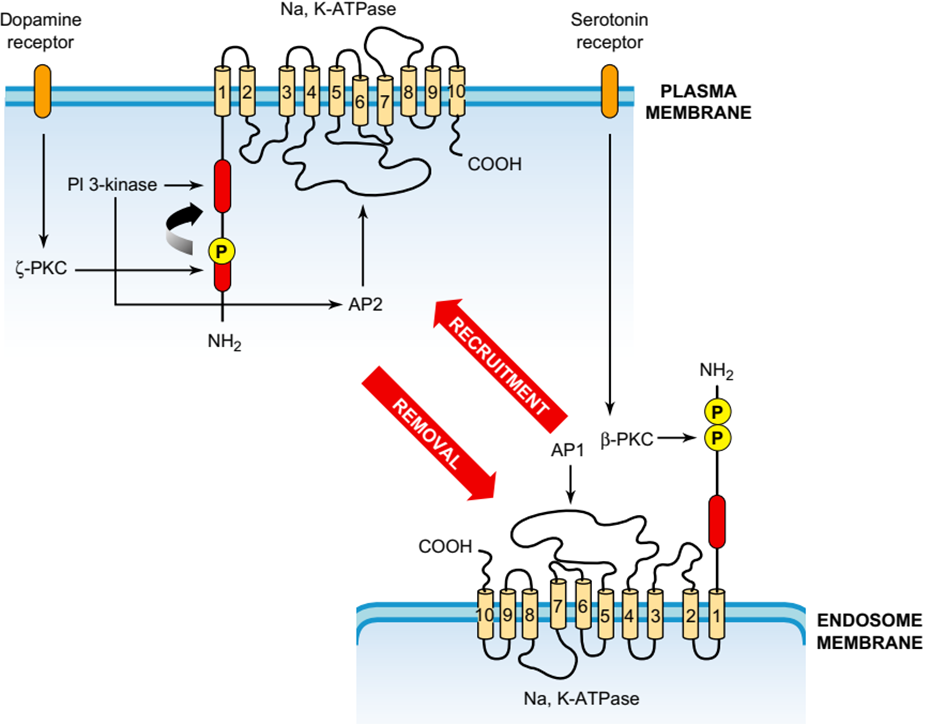 Dopamine
receptor
Na, K-ATPase
Serotonin
receptor
1 2 3 4 5 6 7 8 9 10
PLASMA
MEMBRANE
COOH
PI 3-kinase
P
ζ-PKC
AP2
NH2
RECRUITMENT
REMOVAL
NH2
P
P
β-PKC
AP1
COOH
10 9 8 7 6 5 4 3 2 1
ENDOSOME
MEMBRANE
Na, K-ATPase